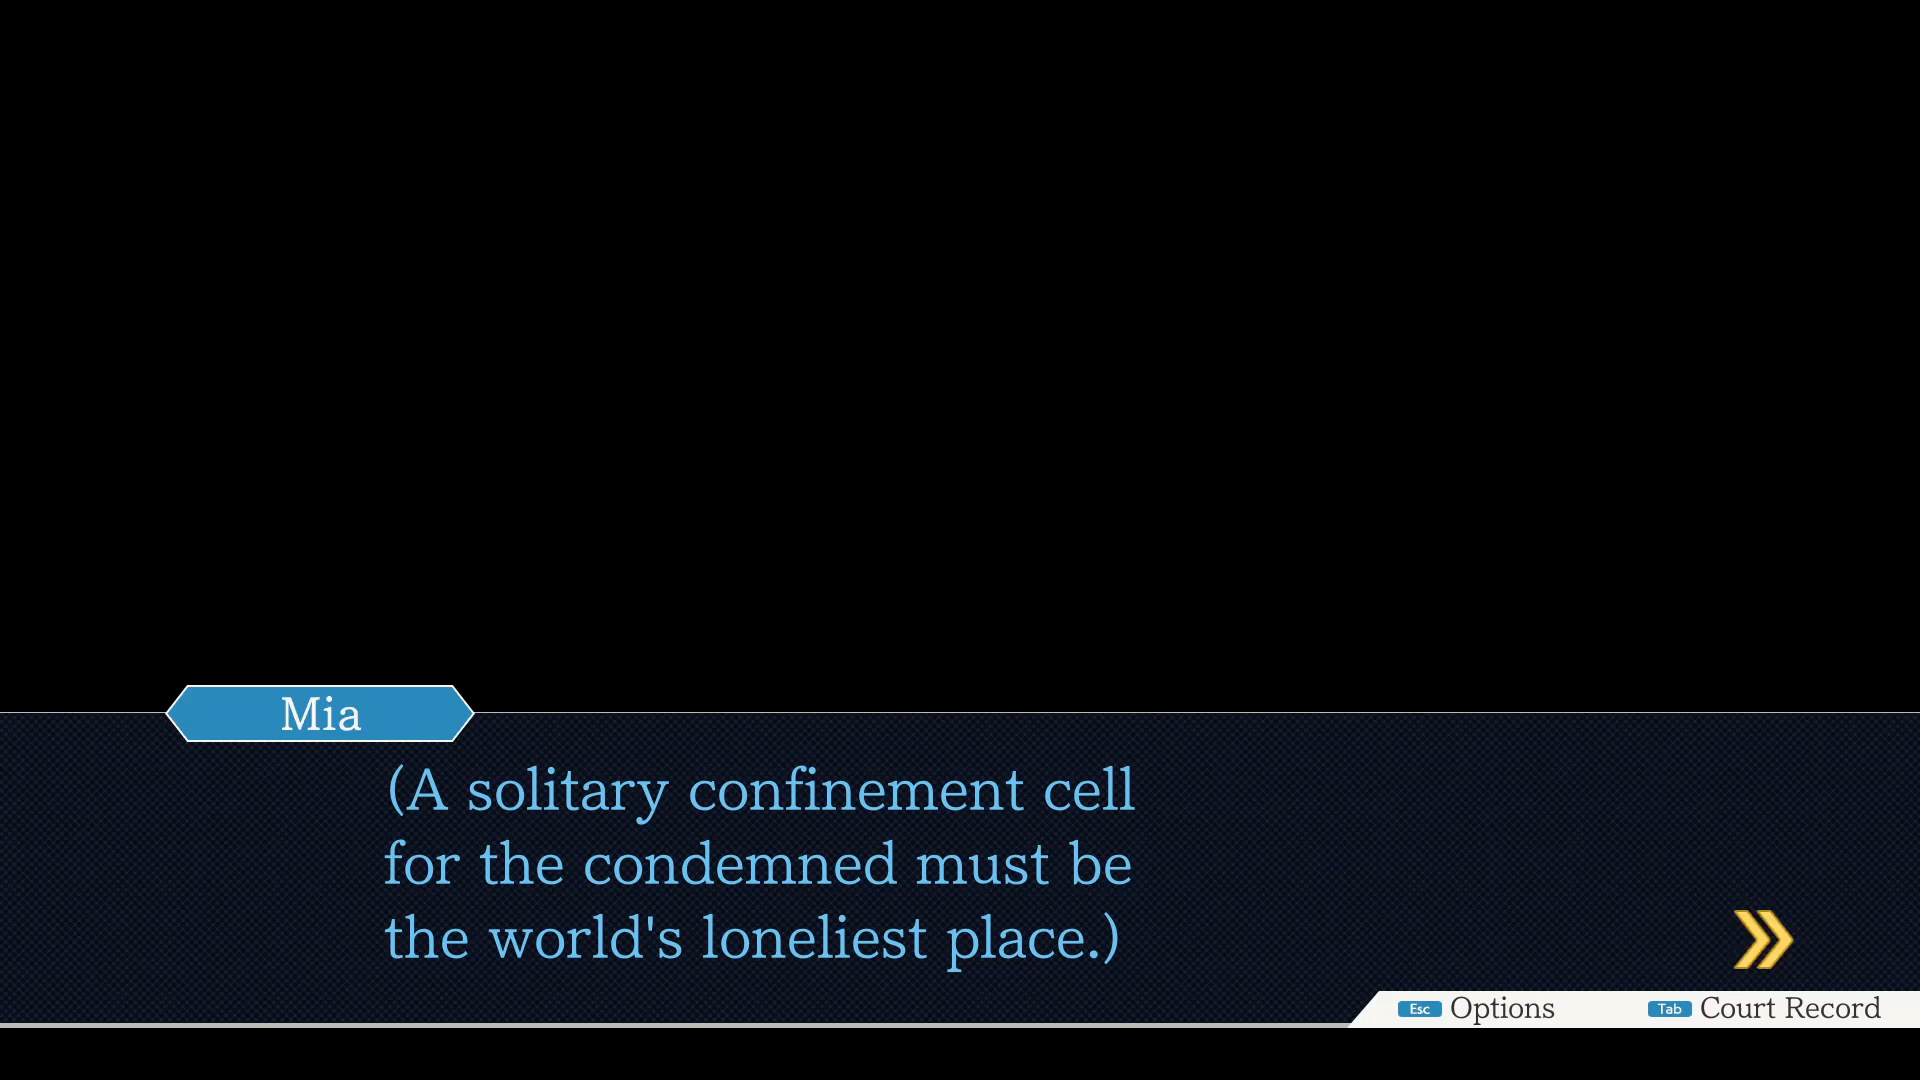 Mia
(A solitary confinement cell
for the condemned must be
the world's loneliest place.)
Esc Options Tab Court Record